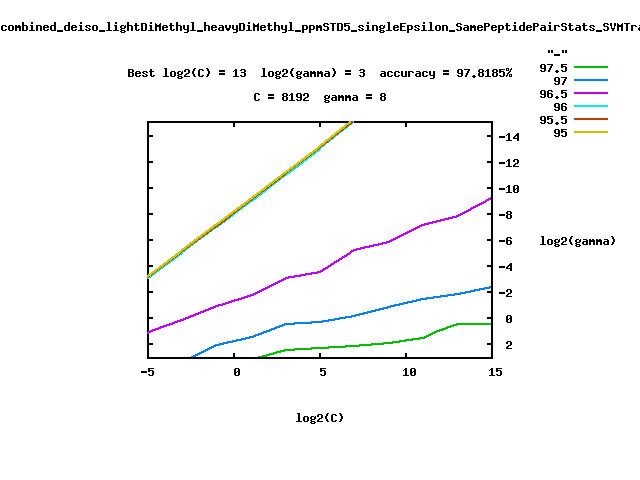 combined_deiso_lightDiMethyl_heavyDiMethyl_ppmSTD5_singleEpsilon_SamePeptidePairStats_SVMTra
"-"
Best log2(C) = 13 log2(gamma) = 3 accuracy = 97.8185%
C = 8192 gamma = 8
97.5
97
96.5
96
95.5
95
-14
-12
-10
-8
-6
-4
-2
0
2
log2(gamma)
-5 0 5 10 15
log2(C)